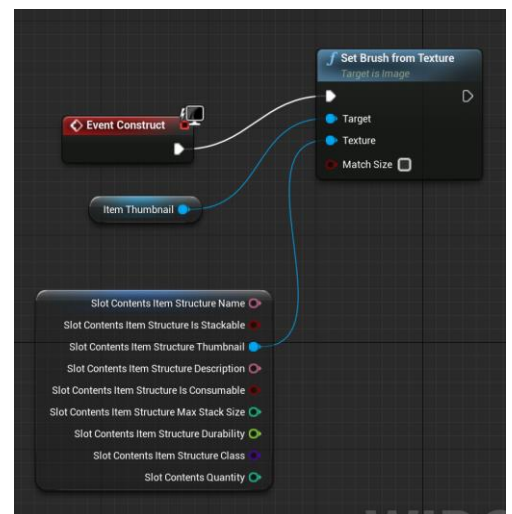 Set Brush from Texture
Target is Image
Event Construct
Target
Texture
Match Size
Item Thumbnail
Slot Contents Item Structure Name
Slot Contents Item Structure Is Stackable
Slot Contents Item Structure Thumbnail
Slot Contents Item Structure Description
Slot Contents Item Structure Is Consumable
Slot Contents Item Structure Max Stack Size
Slot Contents Item Structure Durability
Slot Contents Item Structure Class
Slot Contents Quantity